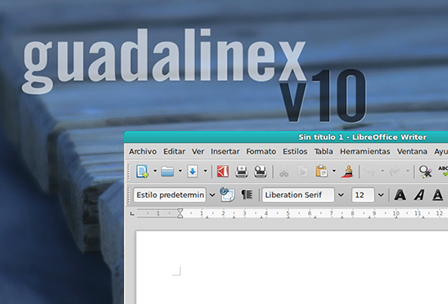 guadalinex
v10
Sin título 1 - LibreOffice Writer
Archivo Editar Ver Insertar Formato Estilos Tabla Herramientas Ventana Ayu
Estilo predetermin Liberation Serif 12 A A A
1 1 2 3 4 5 6 7 8 9 10 11 12